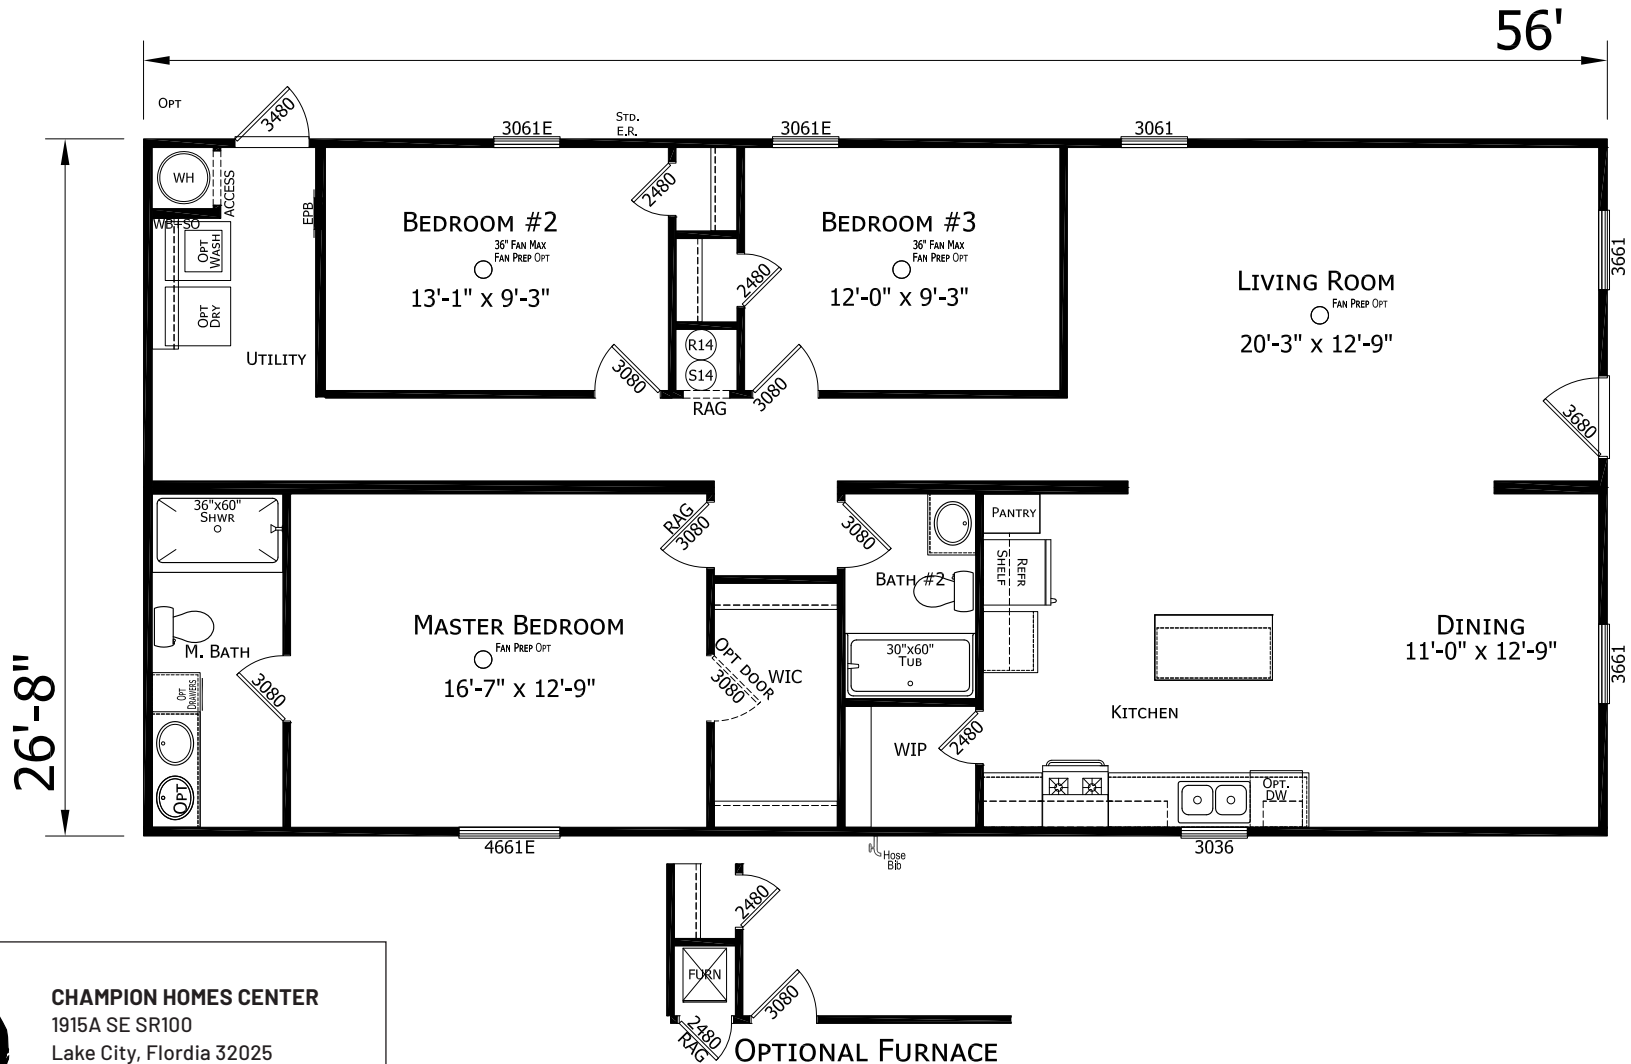 56'
26'-8"
OPT
3480
3061E
STD.
E.R.
3061E
3061
WH
ACCESS
EPB
WB+SO
OPT
WASH
OPT
DRY
UTILITY
BEDROOM #2
36" FAN MAX
FAN PREP OPT
13'-1" x 9'-3"
2480
2480
R14
S14
RAG
3080
3080
BEDROOM #3
36" FAN MAX
FAN PREP OPT
12'-0" x 9'-3"
LIVING ROOM
FAN PREP OPT
20'-3" x 12'-9"
3661
3680
36"x60"
SHWR
M. BATH
OPT
DRAWERS
OPT
3080
MASTER BEDROOM
FAN PREP OPT
16'-7" x 12'-9"
RAG
3080
OPT DOOR
3080
WIC
3080
BATH #2
30"x60"
TUB
WIP
2480
PANTRY
REFR
SHELF
KITCHEN
OPT.
DW
DINING
11'-0" x 12'-9"
3661
4661E
Hose
Bib
3036
2480
FURN
3080
2480
RAG
OPTIONAL FURNACE
CHAMPION HOMES CENTER
1915A SE SR100
Lake City, Flordia 32025